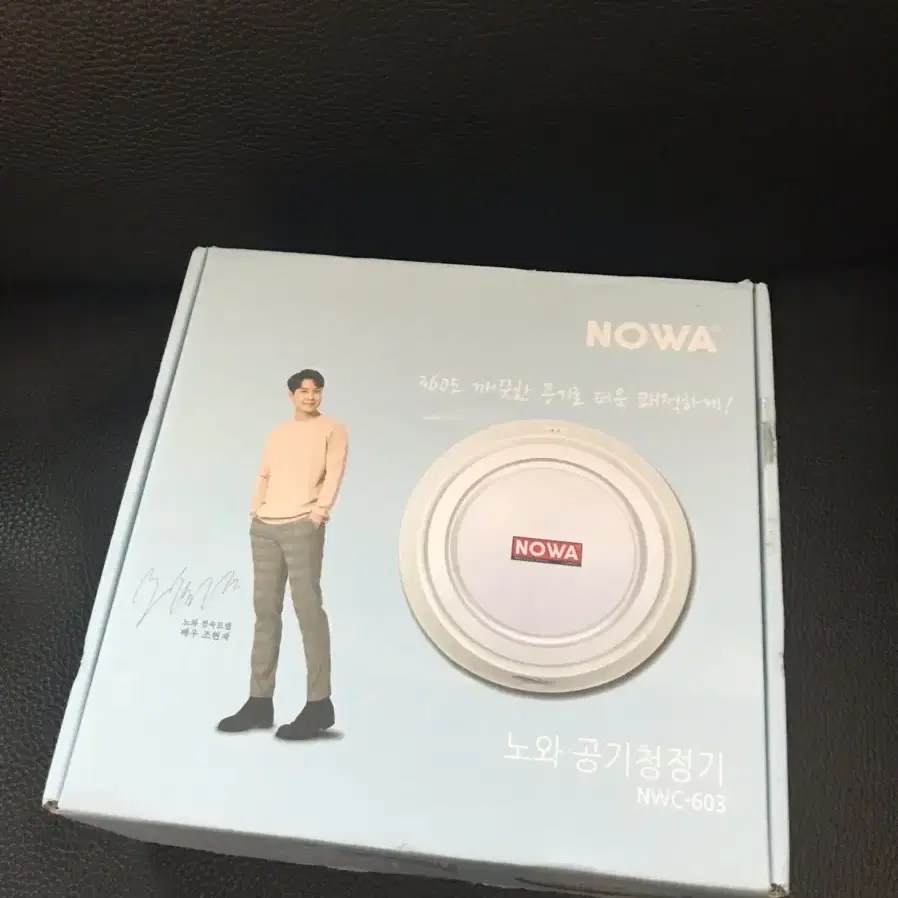 NOWA
360도 깨끗한 공기로 더욱 쾌적하게!
NOWA
노와 전속모델
배우 조현재
노와 공기청정기
NWC-603